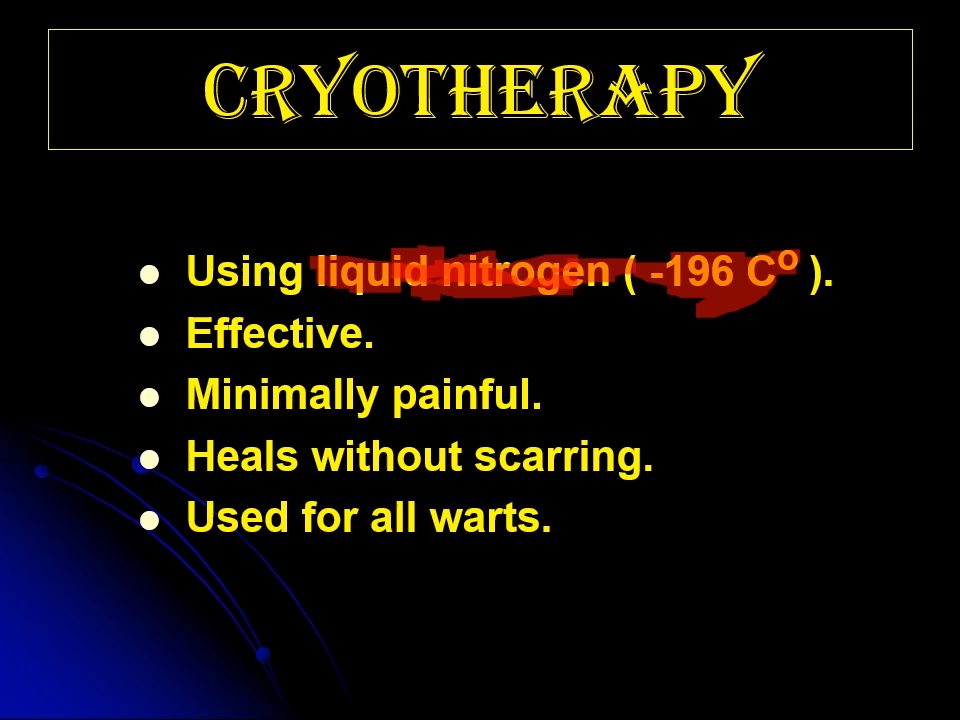 CRYOTHERAPY
Using liquid nitrogen ( -196 Cº ).
Effective.
Minimally painful.
Heals without scarring.
Used for all warts.